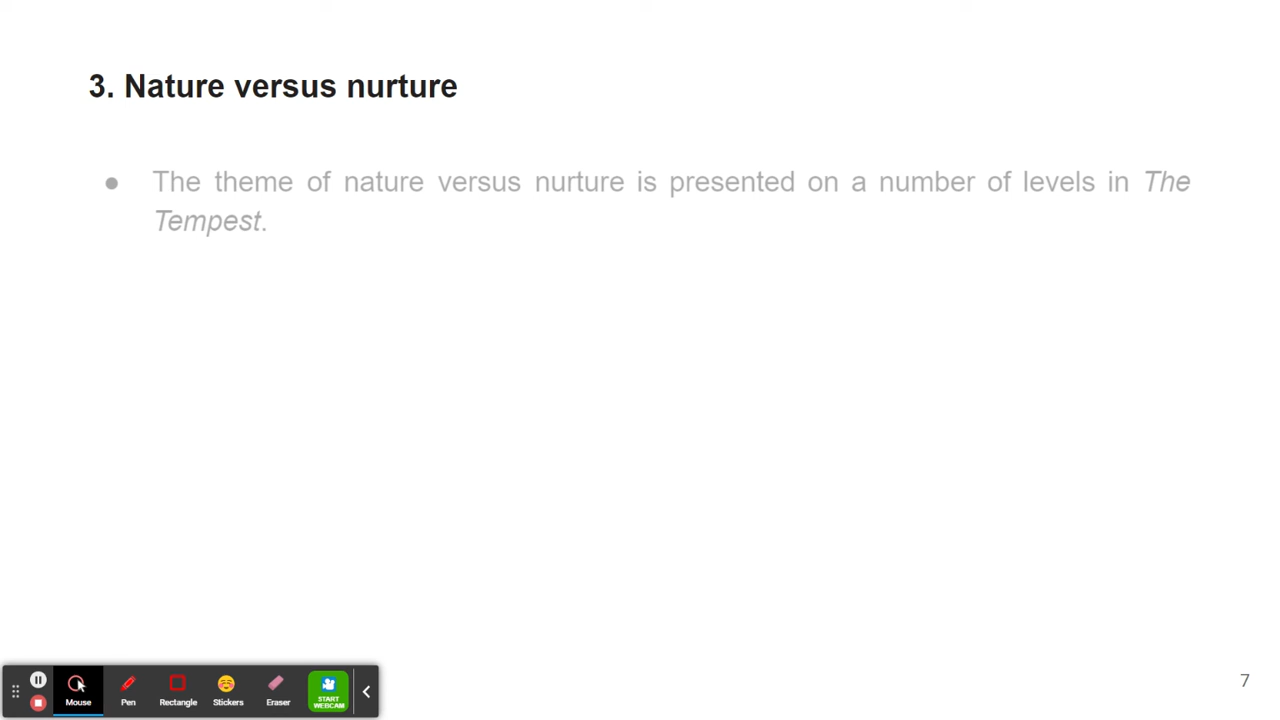 3. Nature versus nurture
● The theme of nature versus nurture is presented on a number of levels in The
Tempest.
Mouse
Pen
Rectangle
Stickers
Eraser
START
WEBCAM
7